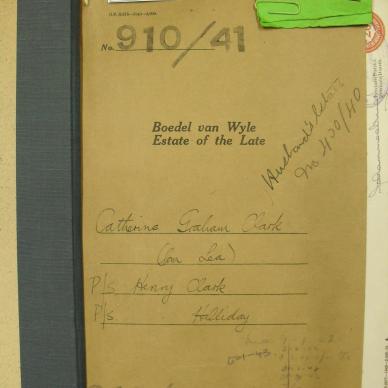 No. 910/41
Husband's Estate
No 400/40
Boedel van Wyle
Estate of the Late
Catherine Graham Clark
(born Lea)
P/S Henry Clark
P/S Halliday